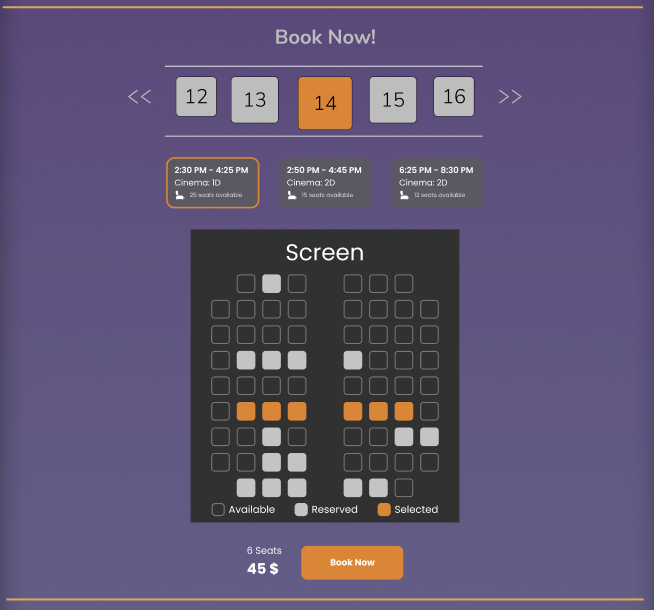 Book Now!
<< 12 13 14 15 16 >>
2:30 PM - 4:25 PM
Cinema: 1D
25 seats available
2:50 PM - 4:45 PM
Cinema: 2D
15 seats available
6:25 PM - 8:30 PM
Cinema: 2D
12 seats available
Screen
Available Reserved Selected
6 Seats
45 $
Book Now